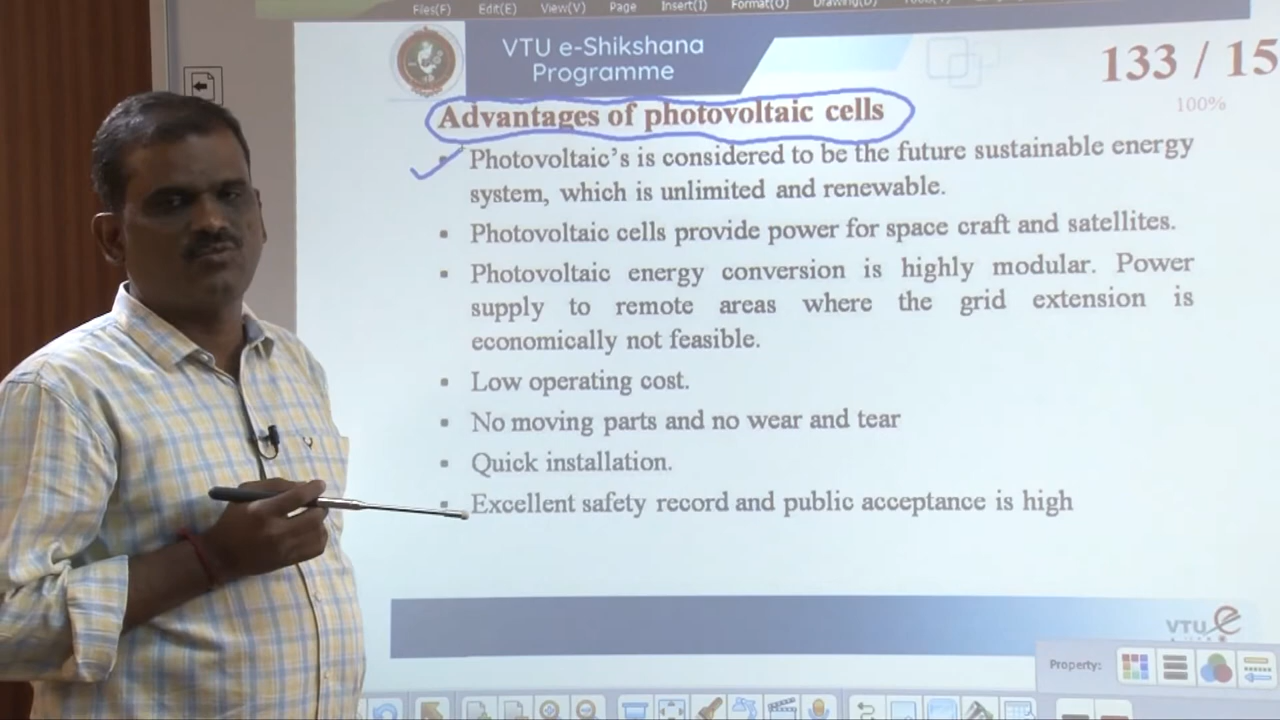 Files(F) Edit(E) View(V) Page Insert(I) Format(O) Drawing(D)
VTU e-Shikshana
Programme
133 / 15
100%
Advantages of photovoltaic cells
▪ Photovoltaic's is considered to be the future sustainable energy
system, which is unlimited and renewable.
▪ Photovoltaic cells provide power for space craft and satellites.
▪ Photovoltaic energy conversion is highly modular. Power
supply to remote areas where the grid extension is
economically not feasible.
▪ Low operating cost.
▪ No moving parts and no wear and tear
▪ Quick installation.
▪ Excellent safety record and public acceptance is high
VTU e
Property: